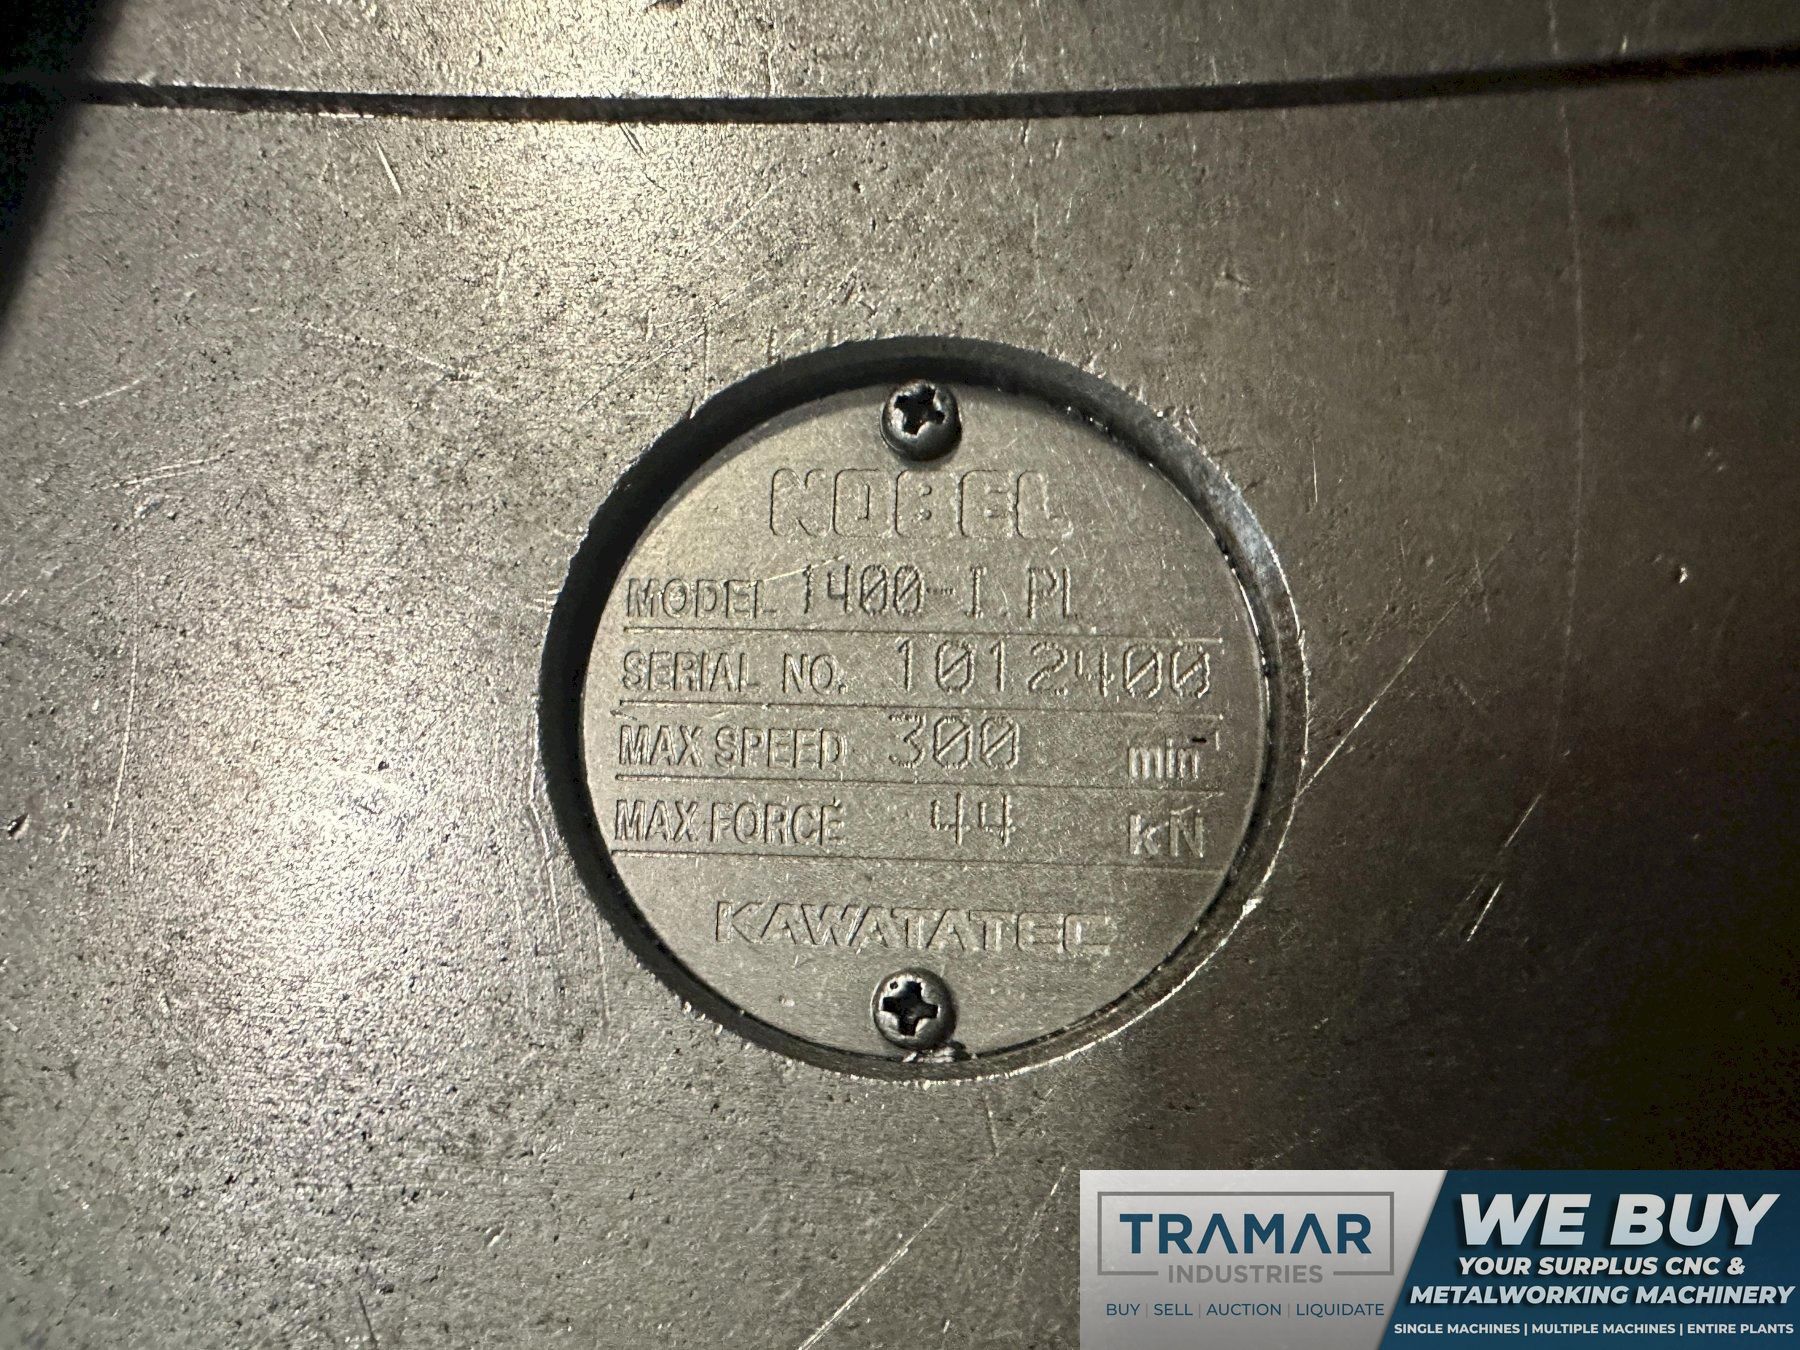 NOBEL
MODEL 1400-I.PL
SERIAL NO. 1012400
MAX SPEED 300 min⁻¹
MAX FORCE 44 kN
KAWATATEC
TRAMAR
INDUSTRIES
BUY | SELL | AUCTION | LIQUIDATE
WE BUY
YOUR SURPLUS CNC &
METALWORKING MACHINERY
SINGLE MACHINES | MULTIPLE MACHINES | ENTIRE PLANTS